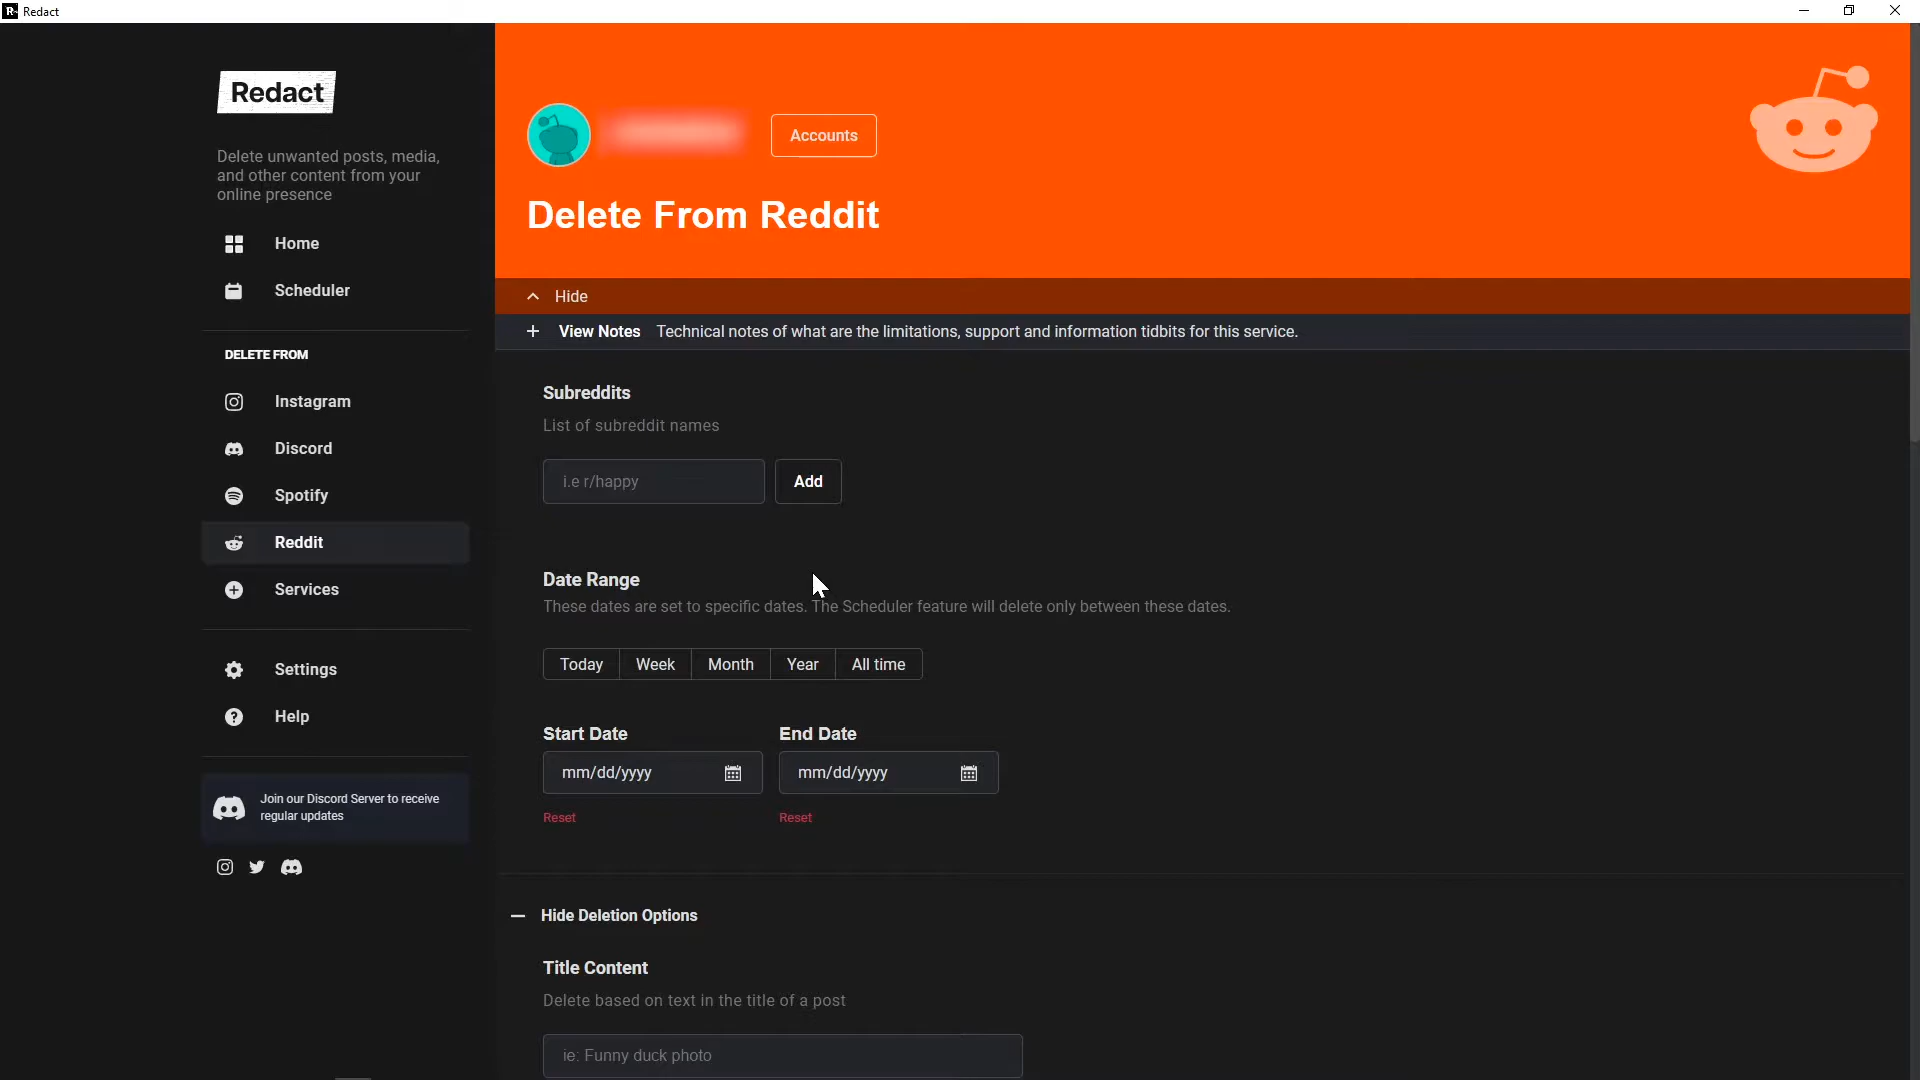 Redact
Redact
Delete unwanted posts, media,
and other content from your
online presence
Home
Scheduler
DELETE FROM
Instagram
Discord
Spotify
Reddit
Services
Settings
Help
Join our Discord Server to receive
regular updates
Accounts
Delete From Reddit
Hide
View Notes Technical notes of what are the limitations, support and information tidbits for this service.
Subreddits
List of subreddit names
i.e r/happy
Add
Date Range
These dates are set to specific dates. The Scheduler feature will delete only between these dates.
Today Week Month Year All time
Start Date End Date
mm/dd/yyyy mm/dd/yyyy
Reset Reset
Hide Deletion Options
Title Content
Delete based on text in the title of a post
ie: Funny duck photo